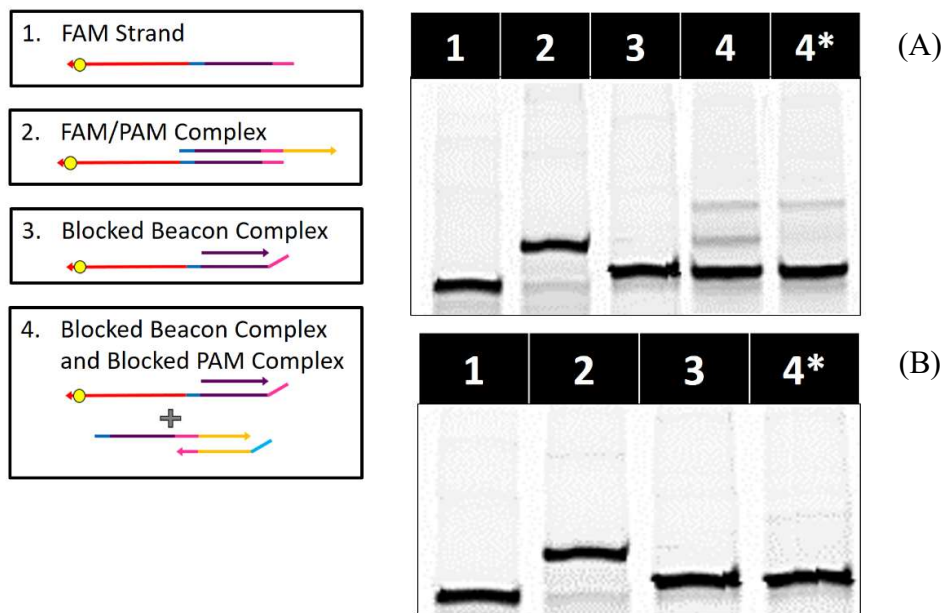 1. FAM Strand
2. FAM/PAM Complex
3. Blocked Beacon Complex
4. Blocked Beacon Complex
and Blocked PAM Complex
1 2 3 4 4* (A)
1 2 3 4* (B)